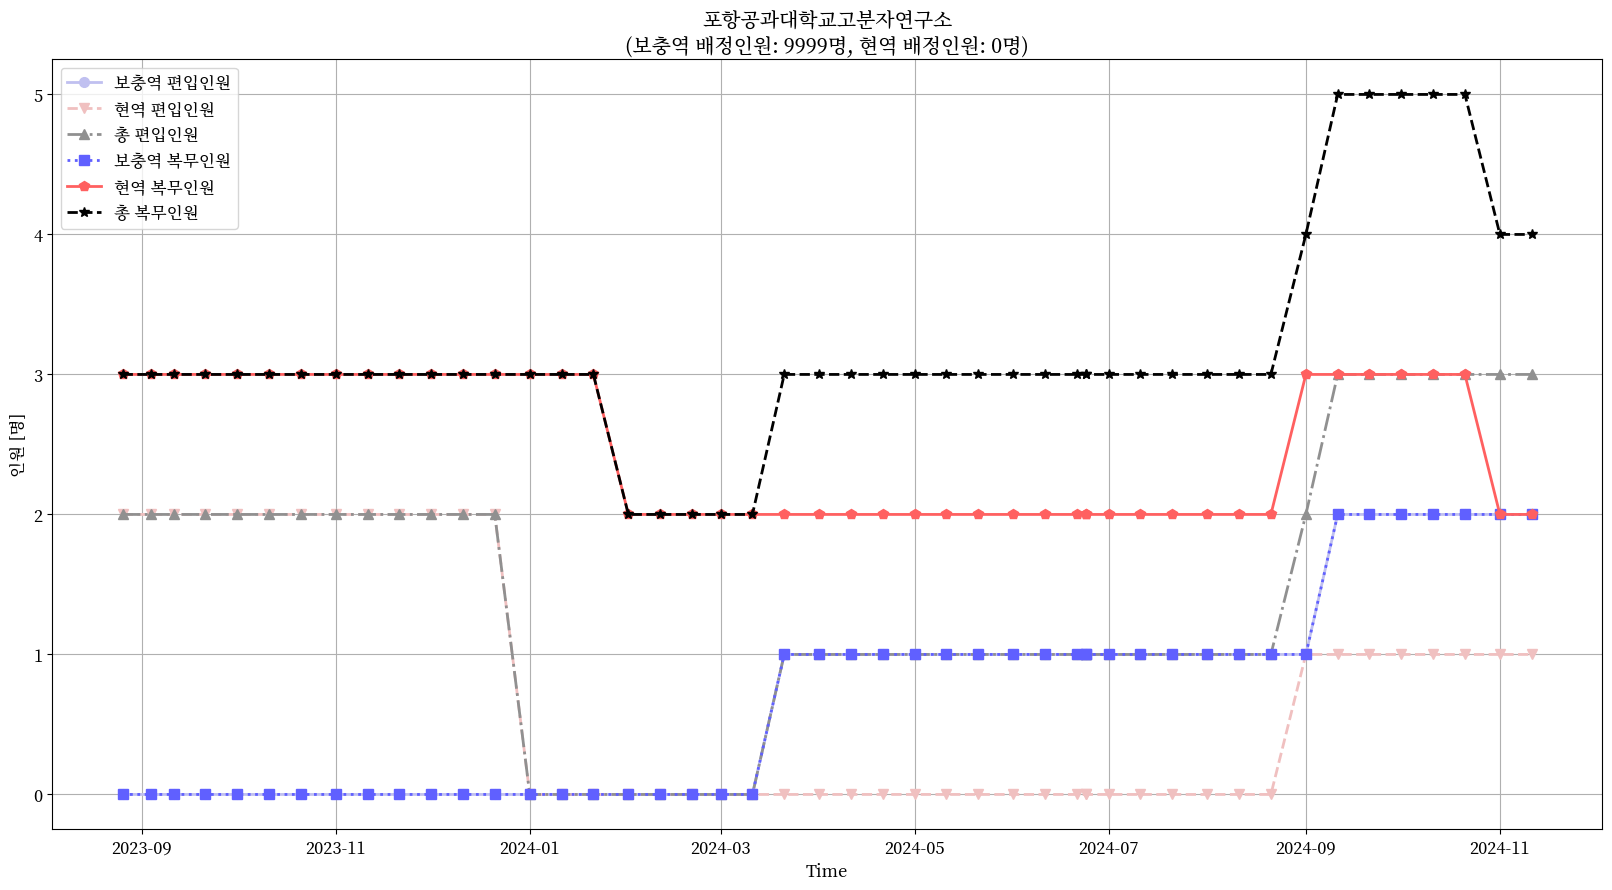 포항공과대학교고분자연구소
(보충역 배정인원: 9999명, 현역 배정인원: 0명)
보충역 편입인원
현역 편입인원
총 편입인원
보충역 복무인원
현역 복무인원
총 복무인원
인원 [명]
5
4
3
2
1
0
2023-09
2023-11
2024-01
2024-03
2024-05
2024-07
2024-09
2024-11
Time